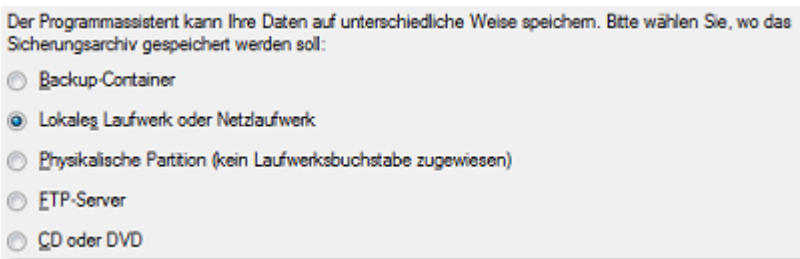 Der Programmassistent kann Ihre Daten auf unterschiedliche Weise speichern. Bitte wählen Sie, wo das
Sicherungsarchiv gespeichert werden soll:
Backup-Container
Lokales Laufwerk oder Netzlaufwerk
Physikalische Partition (kein Laufwerksbuchstabe zugewiesen)
FTP-Server
CD oder DVD